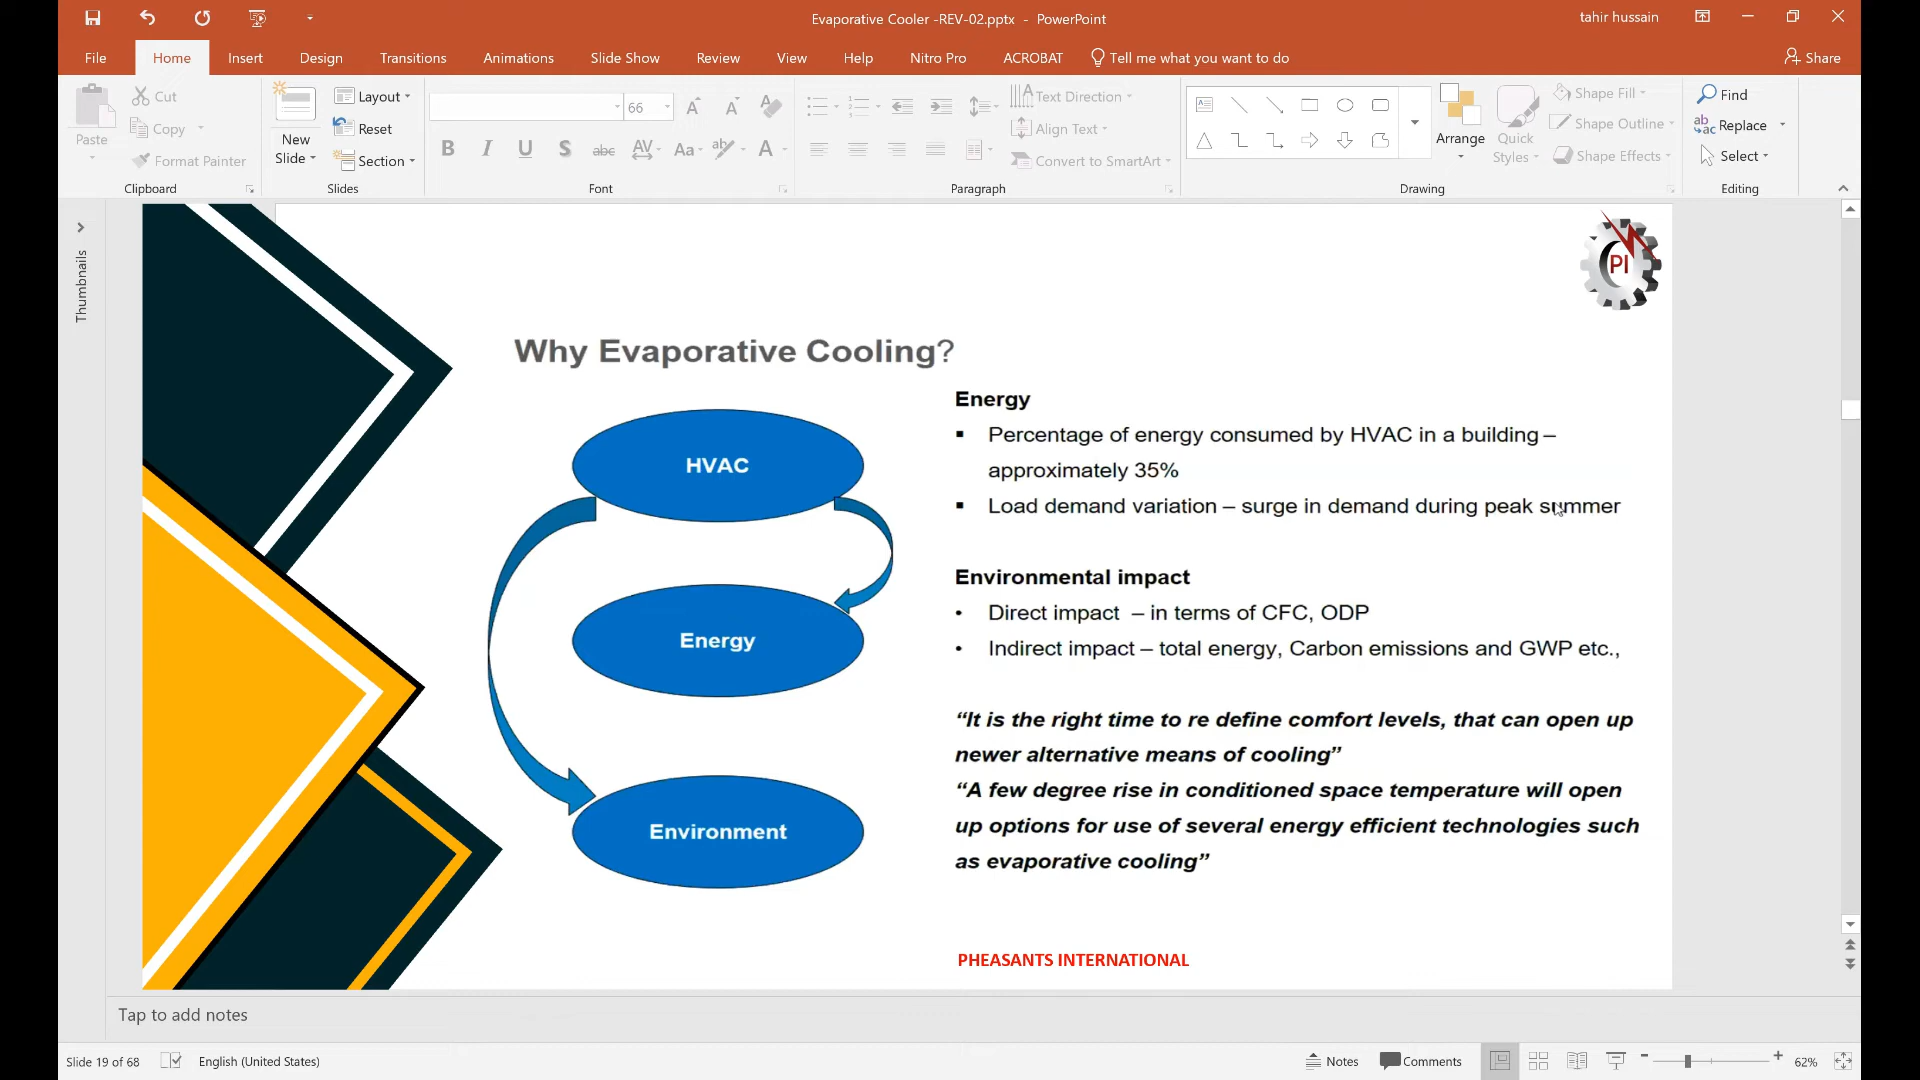 Evaporative Cooler -REV-02.pptx - PowerPoint
tahir hussain
File
Home
Insert
Design
Transitions
Animations
Slide Show
Review
View
Help
Nitro Pro
ACROBAT
Tell me what you want to do
Share
Paste
Cut
Copy
Format Painter
Clipboard
New
Slide
Layout
Reset
Section
Slides
66
Font
Text Direction
Align Text
Convert to SmartArt
Paragraph
Arrange
Quick
Styles
Shape Fill
Shape Outline
Shape Effects
Drawing
Find
Replace
Select
Editing
Thumbnails
PI
Why Evaporative Cooling?
HVAC
Energy
Environment
Energy
▪ Percentage of energy consumed by HVAC in a building –
approximately 35%
▪ Load demand variation – surge in demand during peak summer
Environmental impact
• Direct impact – in terms of CFC, ODP
• Indirect impact – total energy, Carbon emissions and GWP etc.,
“It is the right time to re define comfort levels, that can open up
newer alternative means of cooling”
“A few degree rise in conditioned space temperature will open
up options for use of several energy efficient technologies such
as evaporative cooling”
PHEASANTS INTERNATIONAL
Tap to add notes
Slide 19 of 68
English (United States)
Notes
Comments
62%